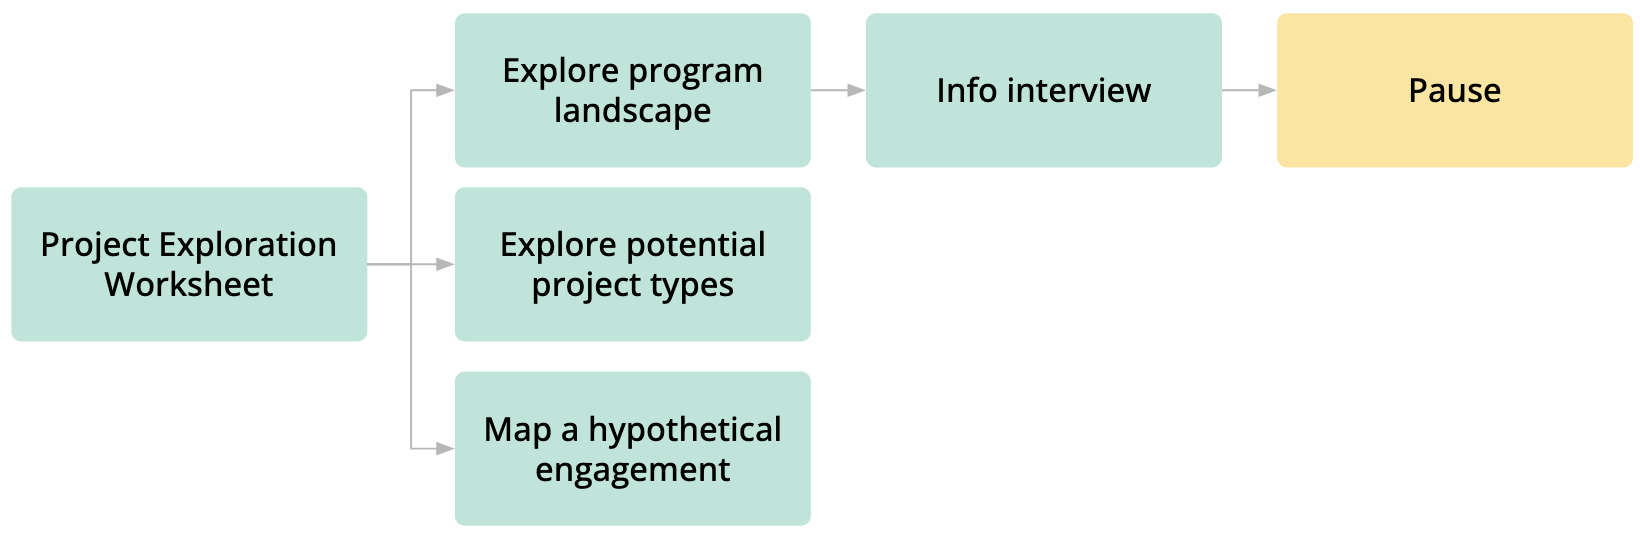 Explore program
landscape
Info interview
Pause
Project Exploration
Worksheet
Explore potential
project types
Map a hypothetical
engagement